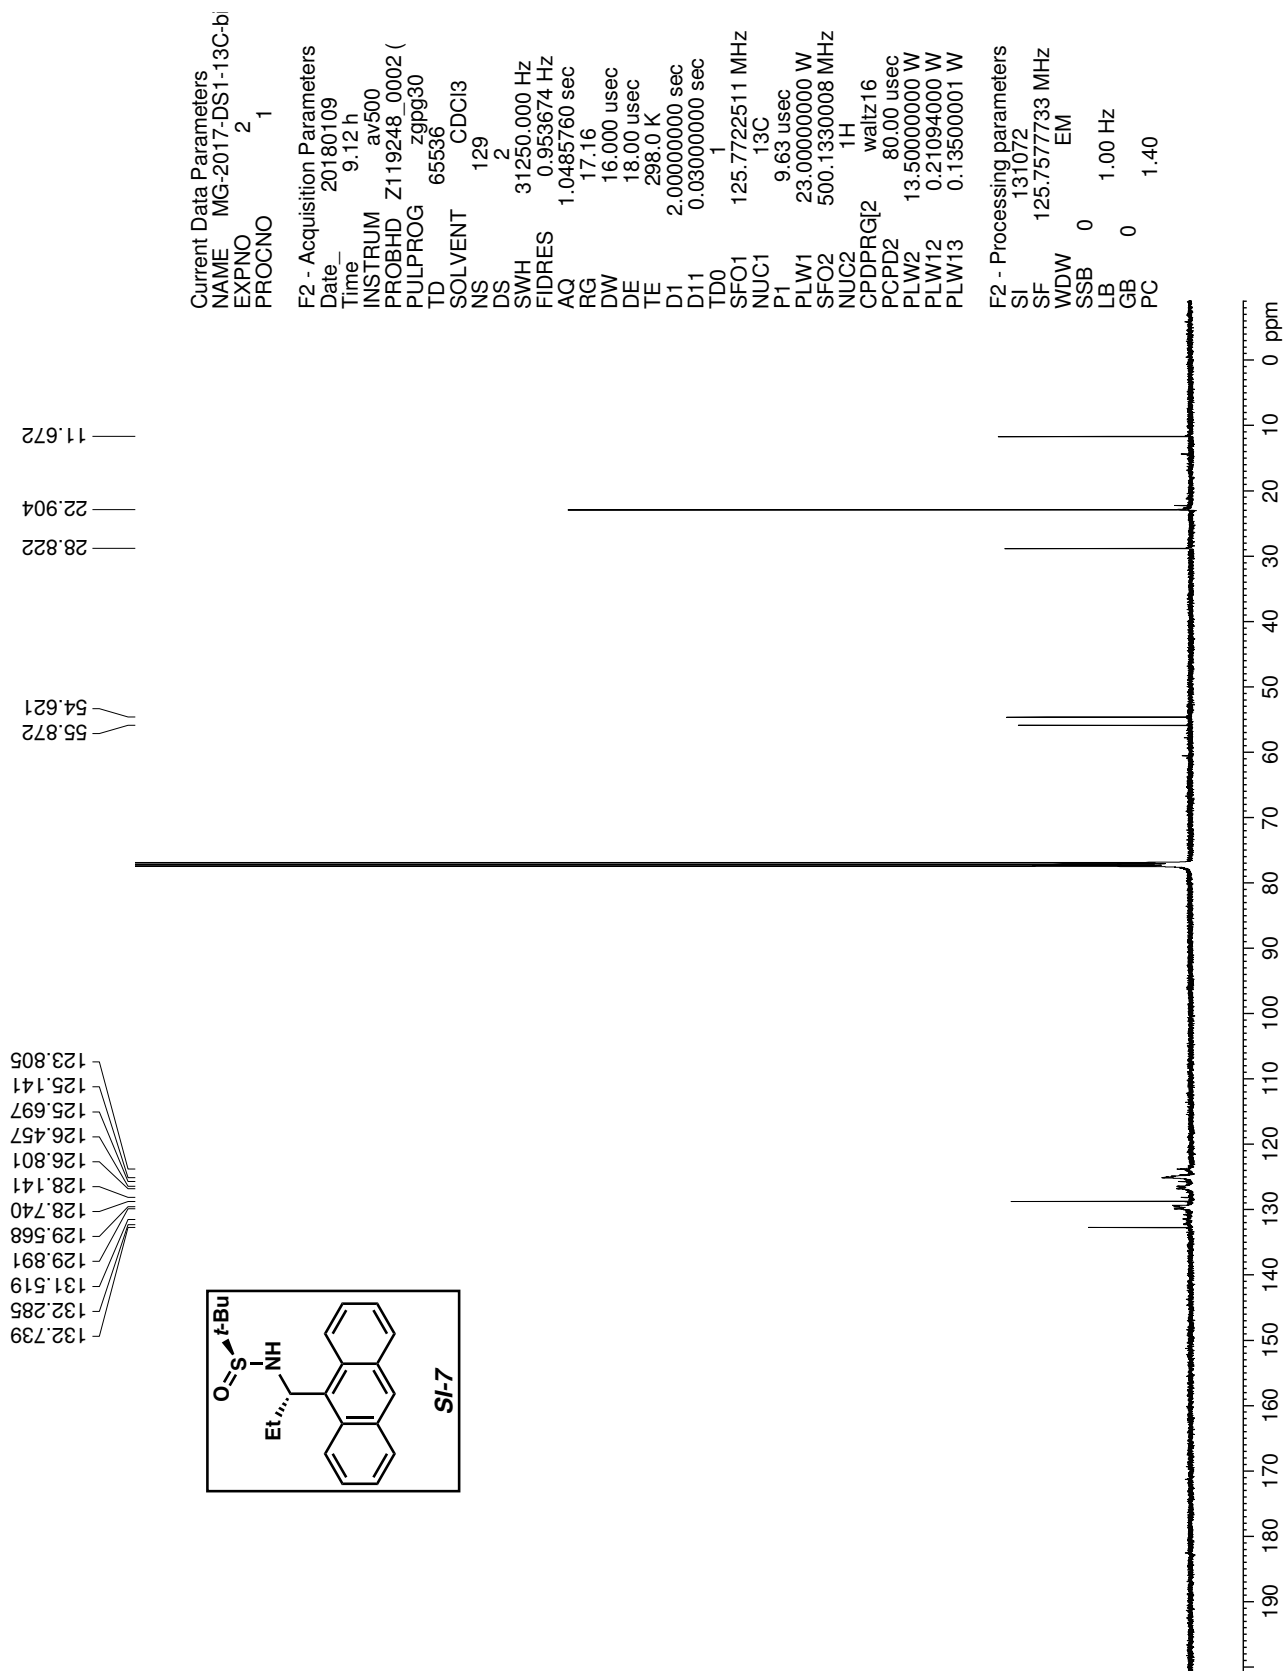 Current Data Parameters
NAME MG-2017-DS1-13C-bi
EXPNO 2
PROCNO 1
F2 - Acquisition Parameters
Date_ 20180109
Time 9.12 h
INSTRUM av500
PROBHD Z119248_0002 (
PULPROG zgpg30
TD 65536
SOLVENT CDCl3
NS 129
DS 2
SWH 31250.000 Hz
FIDRES 0.953674 Hz
AQ 1.0485760 sec
RG 17.16
DW 16.000 usec
DE 18.00 usec
TE 298.0 K
D1 2.00000000 sec
D11 0.03000000 sec
TD0 1
SFO1 125.7722511 MHz
NUC1 13C
P1 9.63 usec
PLW1 23.00000000 W
SFO2 500.1330008 MHz
NUC2 1H
CPDPRG[2 waltz16
PCPD2 80.00 usec
PLW2 13.50000000 W
PLW12 0.21094000 W
PLW13 0.13500001 W
F2 - Processing parameters
SI 131072
SF 125.7577733 MHz
WDW EM
SSB 0
LB 1.00 Hz
GB 0
PC 1.40
11.672
22.904
28.822
54.621
55.872
123.805
125.141
125.697
126.457
126.801
128.141
128.740
129.568
129.891
131.519
132.285
132.739
O
S
t-Bu
NH
Et
SI-7
190 180 170 160 150 140 130 120 110 100 90 80 70 60 50 40 30 20 10 0 ppm